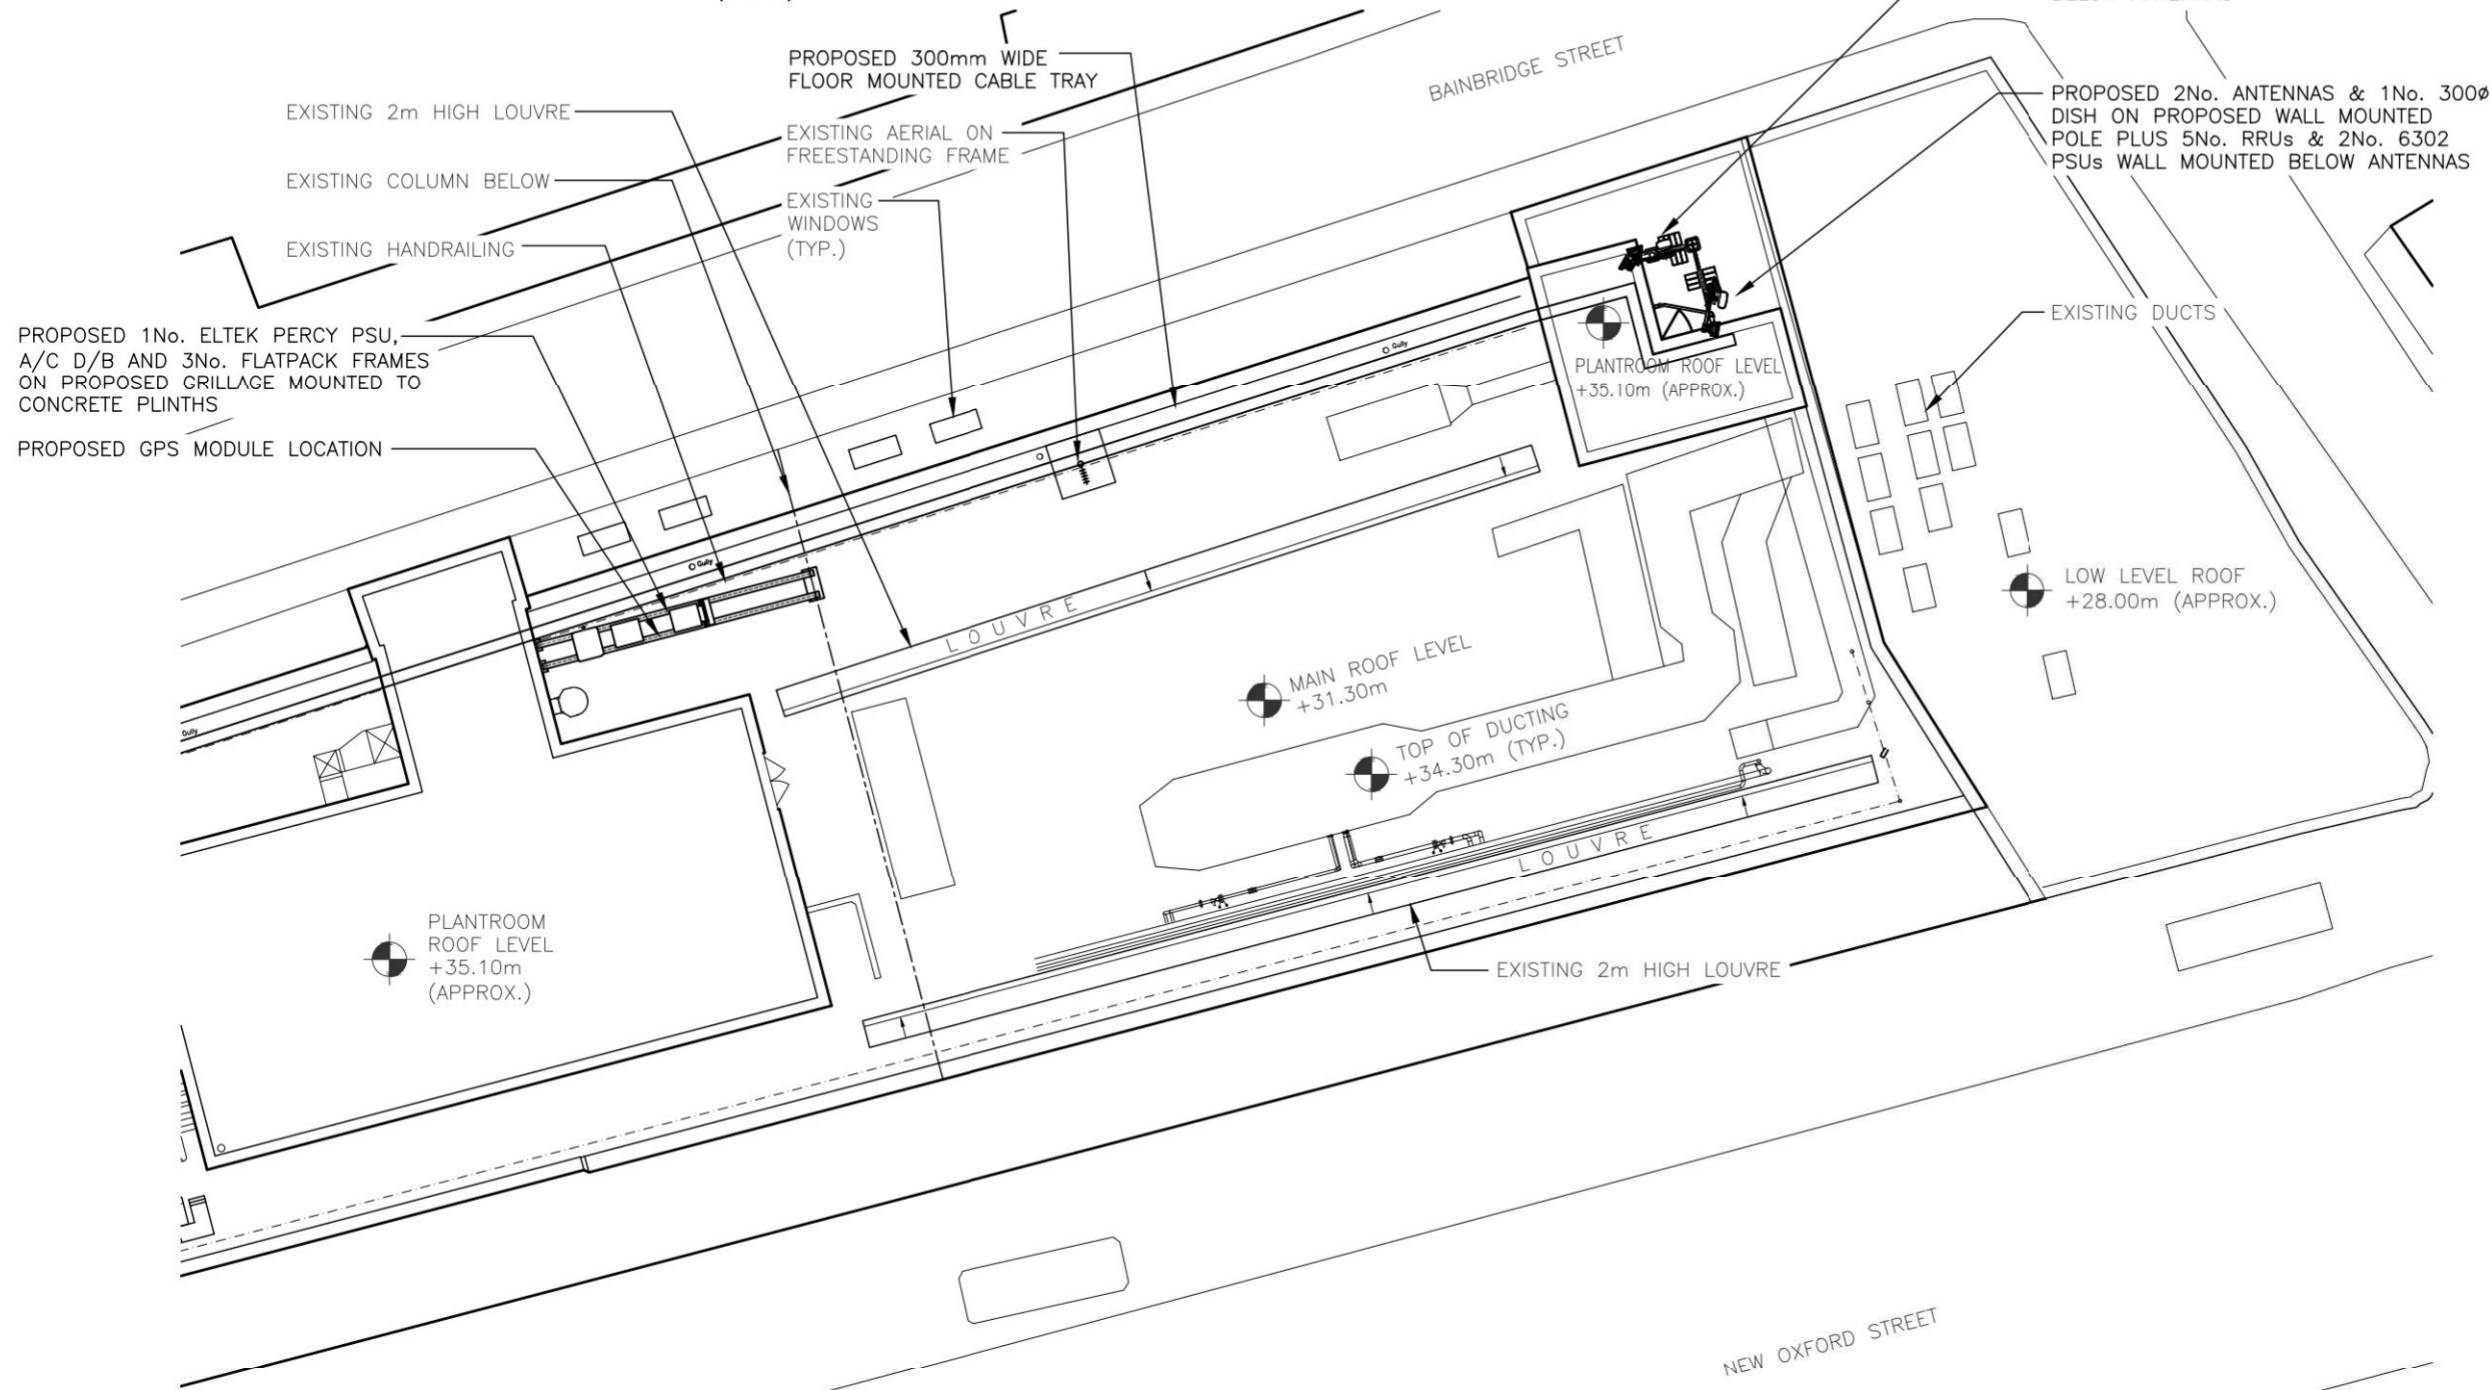 BAINBRIDGE STREET
PROPOSED 300mm WIDE
FLOOR MOUNTED CABLE TRAY
EXISTING 2m HIGH LOUVRE
EXISTING AERIAL ON
FREESTANDING FRAME
EXISTING COLUMN BELOW
EXISTING
WINDOWS
(TYP.)
EXISTING HANDRAILING
PROPOSED 2No. ANTENNAS & 1No. 300ø
DISH ON PROPOSED WALL MOUNTED
POLE PLUS 5No. RRUs & 2No. 6302
PSUs WALL MOUNTED BELOW ANTENNAS
EXISTING DUCTS
PROPOSED 1No. ELTEK PERCY PSU,
A/C D/B AND 3No. FLATPACK FRAMES
ON PROPOSED GRILLAGE MOUNTED TO
CONCRETE PLINTHS
PROPOSED GPS MODULE LOCATION
Gully
PLANTROOM ROOF LEVEL
+35.10m (APPROX.)
Gully
LOUVRE
LOW LEVEL ROOF
+28.00m (APPROX.)
MAIN ROOF LEVEL
+31.30m
Gully
TOP OF DUCTING
+34.30m (TYP.)
LOUVRE
PLANTROOM
ROOF LEVEL
+35.10m
(APPROX.)
EXISTING 2m HIGH LOUVRE
NEW OXFORD STREET